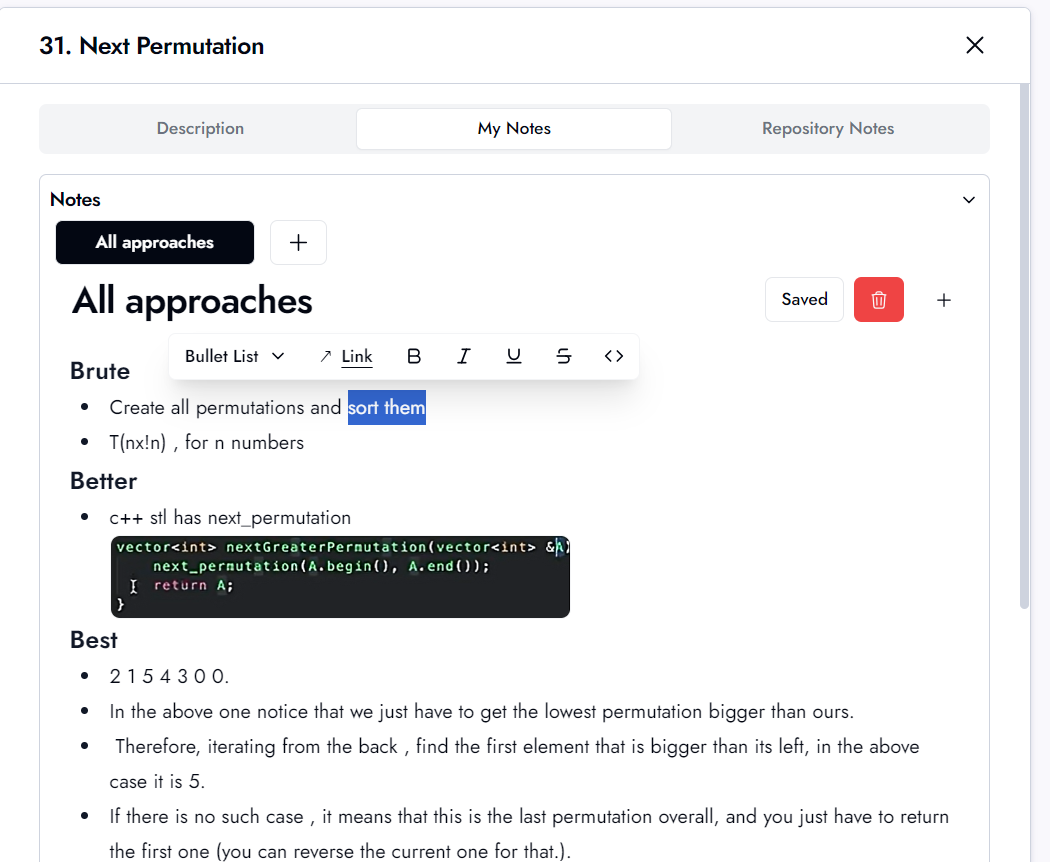 31. Next Permutation
Description
My Notes
Repository Notes
Notes
All approaches
All approaches
Saved
Bullet List
Link
B I U S <>
Brute
Create all permutations and sort them
T(nx!n) , for n numbers
Better
c++ stl has next_permutation
vector<int> nextGreaterPermutation(vector<int> &A)
next_permutation(A.begin(), A.end());
return A;
}
Best
2 1 5 4 3 0 0.
In the above one notice that we just have to get the lowest permutation bigger than ours.
Therefore, iterating from the back , find the first element that is bigger than its left, in the above
case it is 5.
If there is no such case , it means that this is the last permutation overall, and you just have to return
the first one (you can reverse the current one for that.).